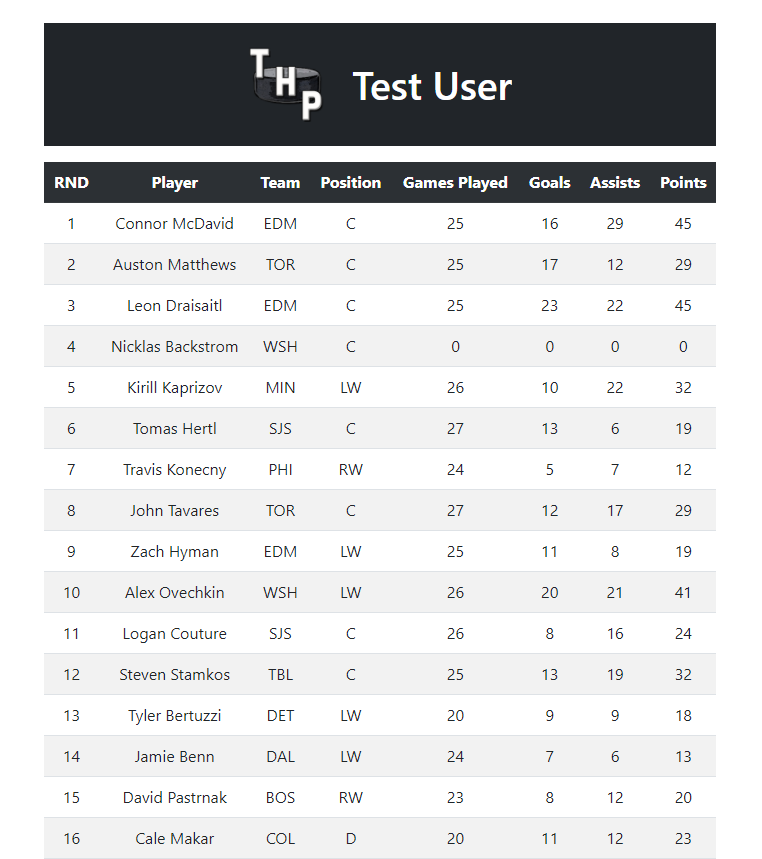 THP Test User
RND Player Team Position Games Played Goals Assists Points
1 Connor McDavid EDM C 25 16 29 45
2 Auston Matthews TOR C 25 17 12 29
3 Leon Draisaitl EDM C 25 23 22 45
4 Nicklas Backstrom WSH C 0 0 0 0
5 Kirill Kaprizov MIN LW 26 10 22 32
6 Tomas Hertl SJS C 27 13 6 19
7 Travis Konecny PHI RW 24 5 7 12
8 John Tavares TOR C 27 12 17 29
9 Zach Hyman EDM LW 25 11 8 19
10 Alex Ovechkin WSH LW 26 20 21 41
11 Logan Couture SJS C 26 8 16 24
12 Steven Stamkos TBL C 25 13 19 32
13 Tyler Bertuzzi DET LW 20 9 9 18
14 Jamie Benn DAL LW 24 7 6 13
15 David Pastrnak BOS RW 23 8 12 20
16 Cale Makar COL D 20 11 12 23